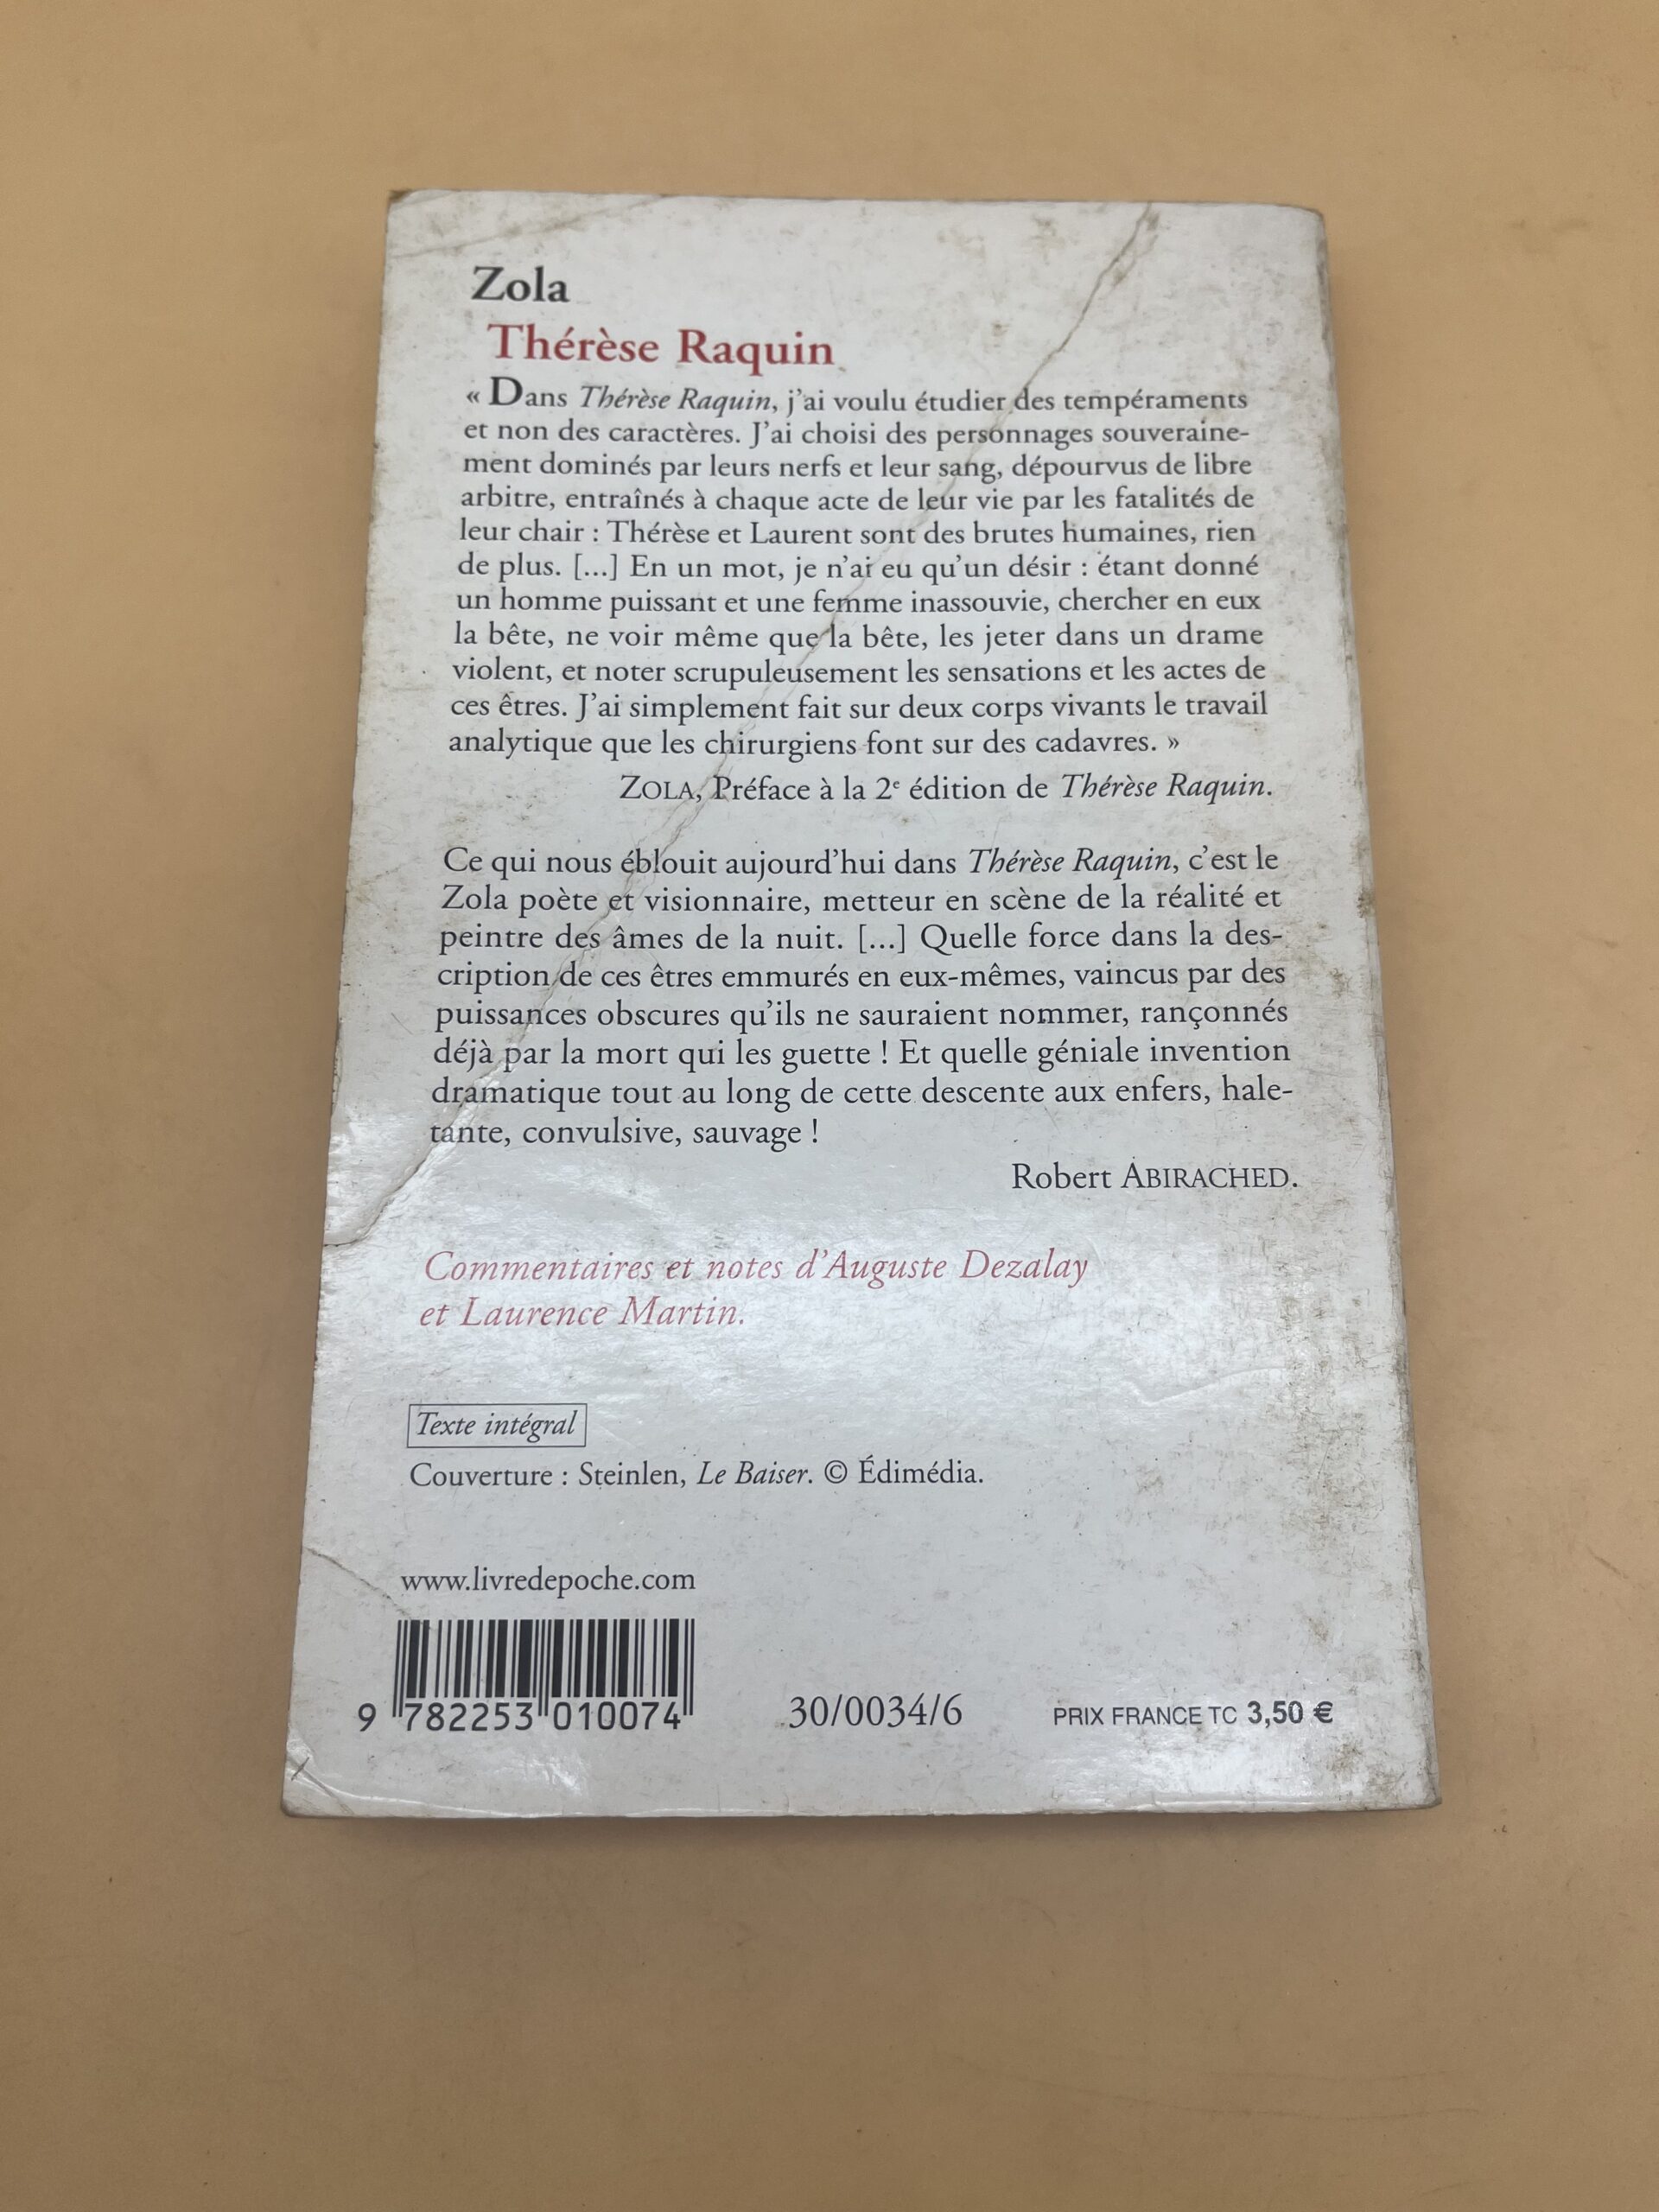 Zola
Thérèse Raquin
« Dans Thérèse Raquin, j'ai voulu étudier des tempéraments
et non des caractères. J'ai choisi des personnages souveraine-
ment dominés par leurs nerfs et leur sang, dépourvus de libre
arbitre, entraînés à chaque acte de leur vie par les fatalités de
leur chair : Thérèse et Laurent sont des brutes humaines, rien
de plus. [...] En un mot, je n'ai eu qu'un désir : étant donné
un homme puissant et une femme inassouvie, chercher en eux
la bête, ne voir même que la bête, les jeter dans un drame
violent, et noter scrupuleusement les sensations et les actes de
ces êtres. J'ai simplement fait sur deux corps vivants le travail
analytique que les chirurgiens font sur des cadavres. »
ZOLA, Préface à la 2e édition de Thérèse Raquin.
Ce qui nous éblouit aujourd'hui dans Thérèse Raquin, c'est le
Zola poète et visionnaire, metteur en scène de la réalité et
peintre des âmes de la nuit. [...] Quelle force dans la des-
cription de ces êtres emmurés en eux-mêmes, vaincus par des
puissances obscures qu'ils ne sauraient nommer, rançonnés
déjà par la mort qui les guette ! Et quelle géniale invention
dramatique tout au long de cette descente aux enfers, hale-
tante, convulsive, sauvage !
Robert ABIRACHED.
Commentaires et notes d'Auguste Dezalay
et Laurence Martin.
Texte intégral
Couverture : Steinlen, Le Baiser. © Édimédia.
www.livredepoche.com
9 782253 010074
30/0034/6
PRIX FRANCE TC 3,50 €